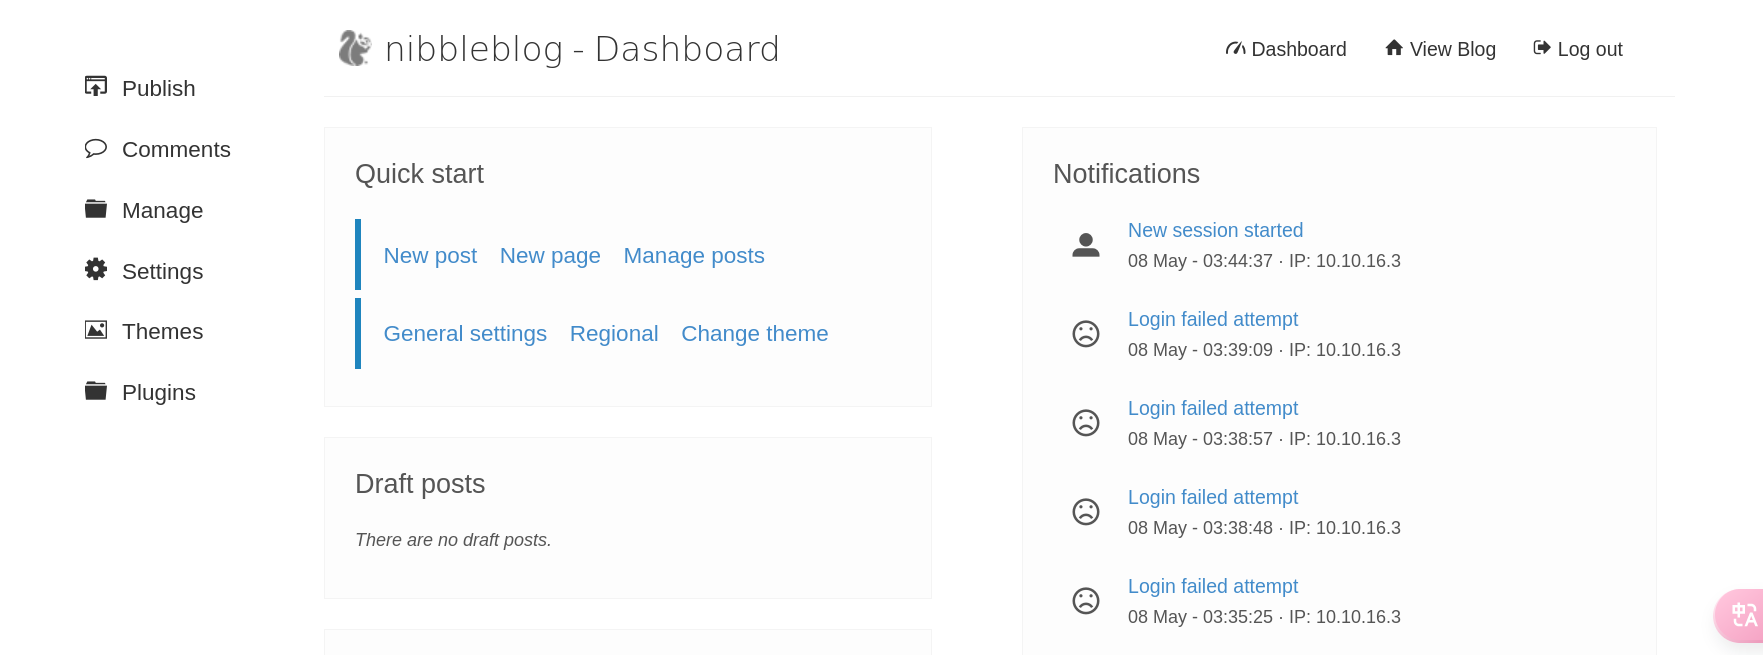 nibbleblog - Dashboard
Dashboard
View Blog
Log out
Publish
Comments
Manage
Settings
Themes
Plugins
Quick start
New post New page Manage posts
General settings Regional Change theme
Draft posts
There are no draft posts.
Notifications
New session started
08 May - 03:44:37 · IP: 10.10.16.3
Login failed attempt
08 May - 03:39:09 · IP: 10.10.16.3
Login failed attempt
08 May - 03:38:57 · IP: 10.10.16.3
Login failed attempt
08 May - 03:38:48 · IP: 10.10.16.3
Login failed attempt
08 May - 03:35:25 · IP: 10.10.16.3
中A